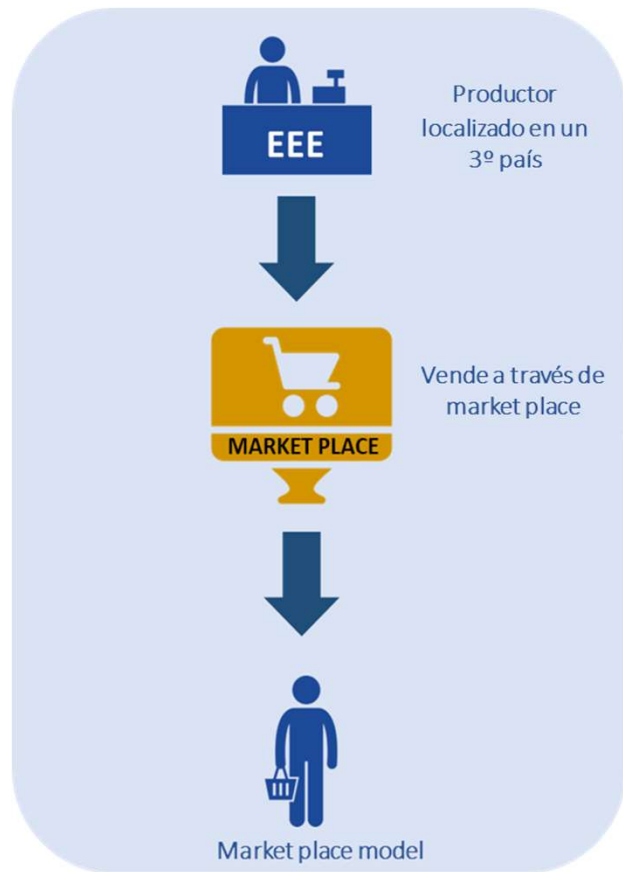 EEE
Productor
localizado en un
3º país
MARKET PLACE
Vende a través de
market place
Market place model